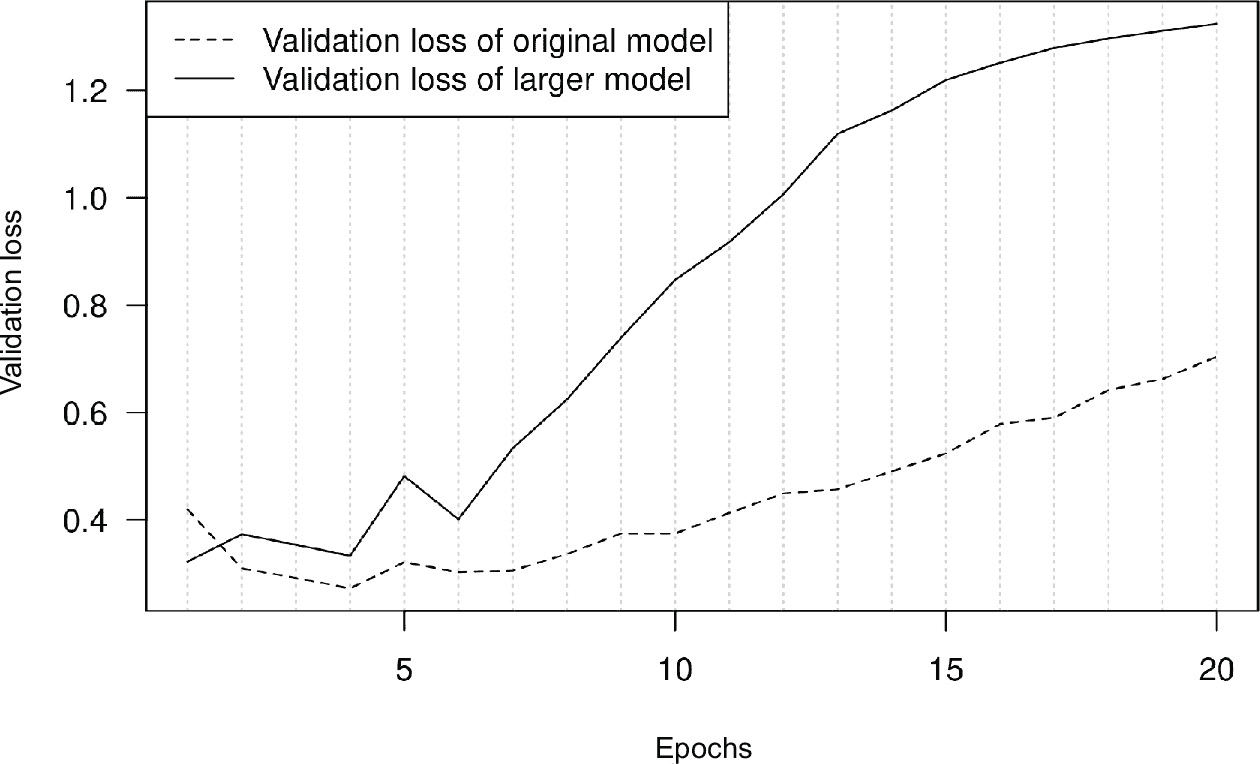 Validation loss of original model
Validation loss of larger model
1.2
1.0
0.8
0.6
0.4
Validation loss
5 10 15 20
Epochs